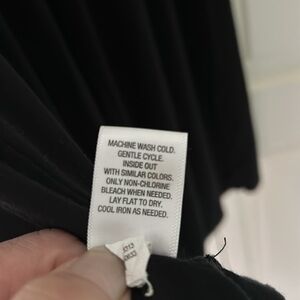 MACHINE WASH COLD.
GENTLE CYCLE.
INSIDE OUT
WITH SIMILAR COLORS.
ONLY NON-CHLORINE
BLEACH WHEN NEEDED.
LAY FLAT TO DRY.
COOL IRON AS NEEDED.